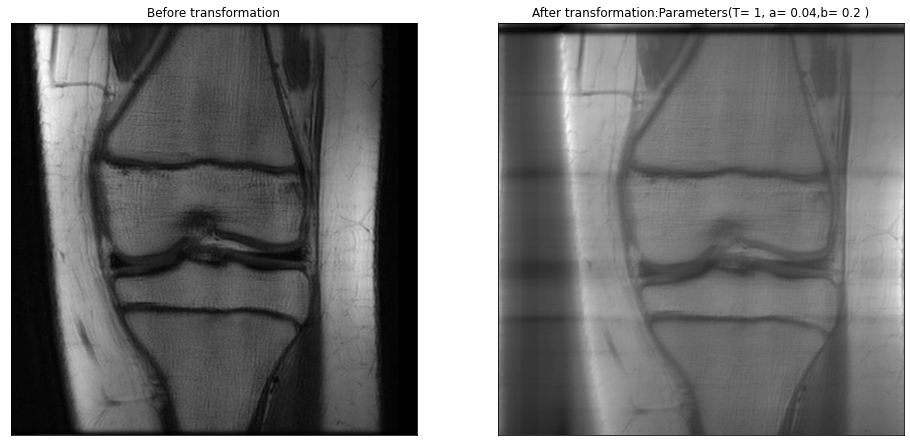 Before transformation
After transformation:Parameters(T= 1, a= 0.04,b= 0.2 )